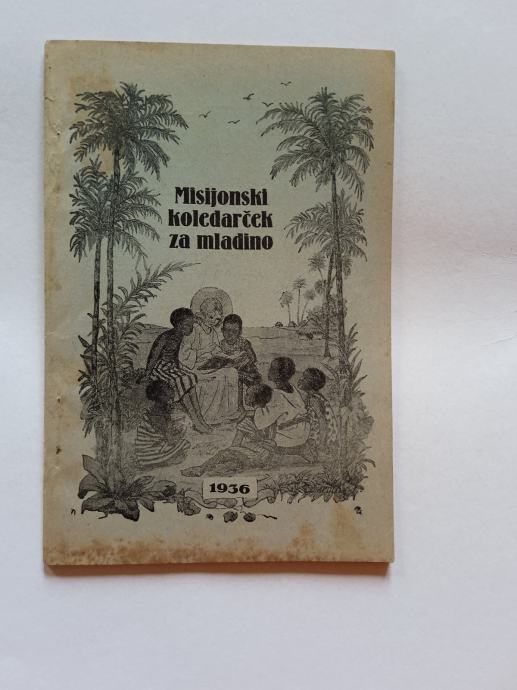 Misijonski
koledarček
za mladino
1936